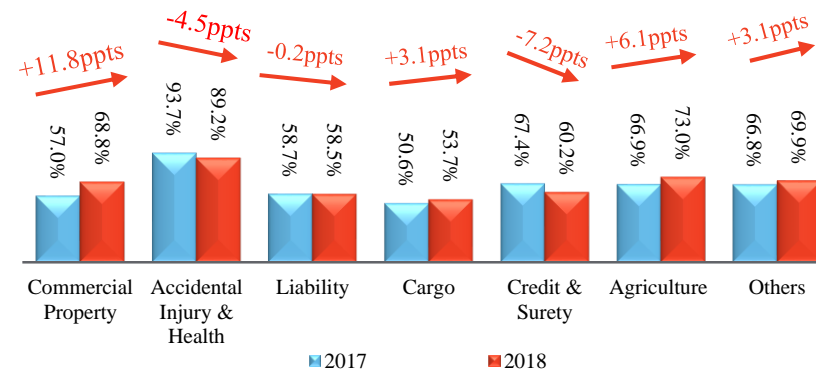 +11.8ppts
-4.5ppts
-0.2ppts
+3.1ppts
-7.2ppts
+6.1ppts
+3.1ppts
57.0%
68.8%
93.7%
89.2%
58.7%
58.5%
50.6%
53.7%
67.4%
60.2%
66.9%
73.0%
66.8%
69.9%
Commercial
Property
Accidental
Injury &
Health
Liability
Cargo
Credit &
Surety
Agriculture
Others
2017
2018